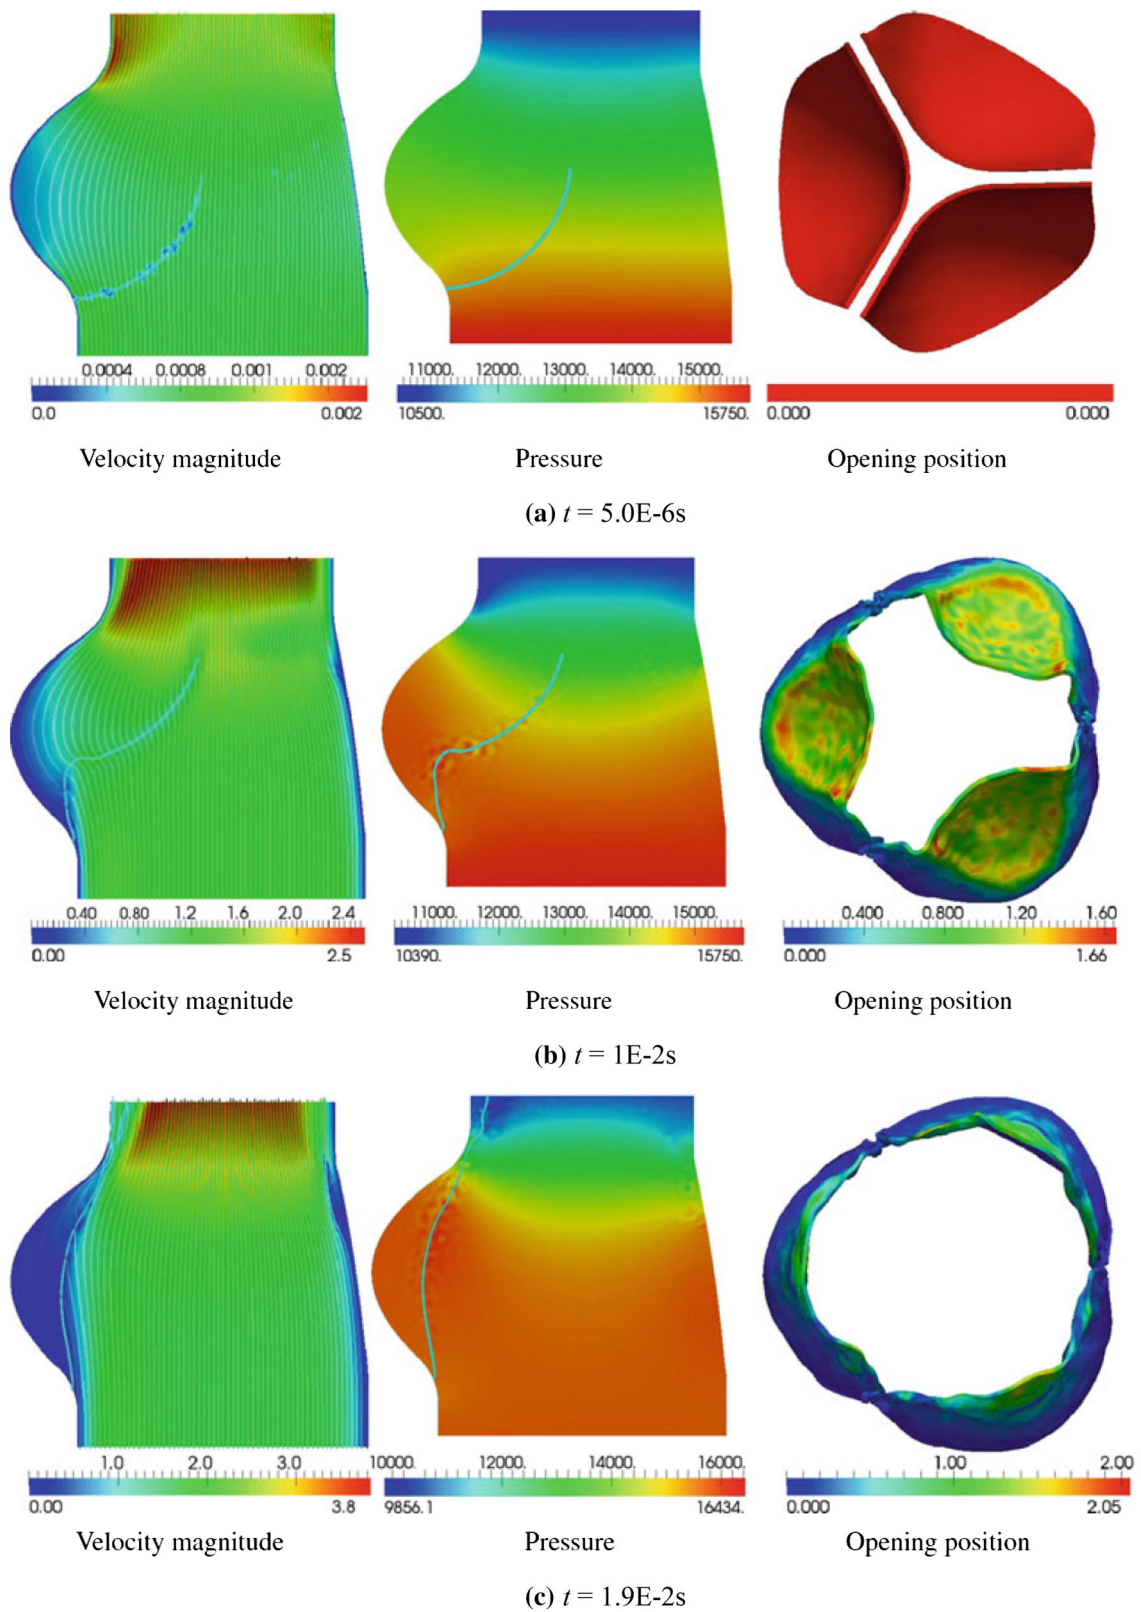 0.0004 0.0008 0.001 0.002
0.0 0.002
11000. 12000. 13000. 14000. 15000.
10500. 15750.
0.000 0.000
Velocity magnitude Pressure Opening position
(a) t = 5.0E-6s
0.40 0.80 1.2 1.6 2.0 2.4
0.00 2.5
11000. 12000. 13000. 14000. 15000.
10390. 15750.
0.400 0.800 1.20 1.60
0.000 1.66
Velocity magnitude Pressure Opening position
(b) t = 1E-2s
1.0 2.0 3.0
0.00 3.8
10000. 12000. 14000. 16000.
9856.1 16434.
1.00 2.00
0.000 2.05
Velocity magnitude Pressure Opening position
(c) t = 1.9E-2s